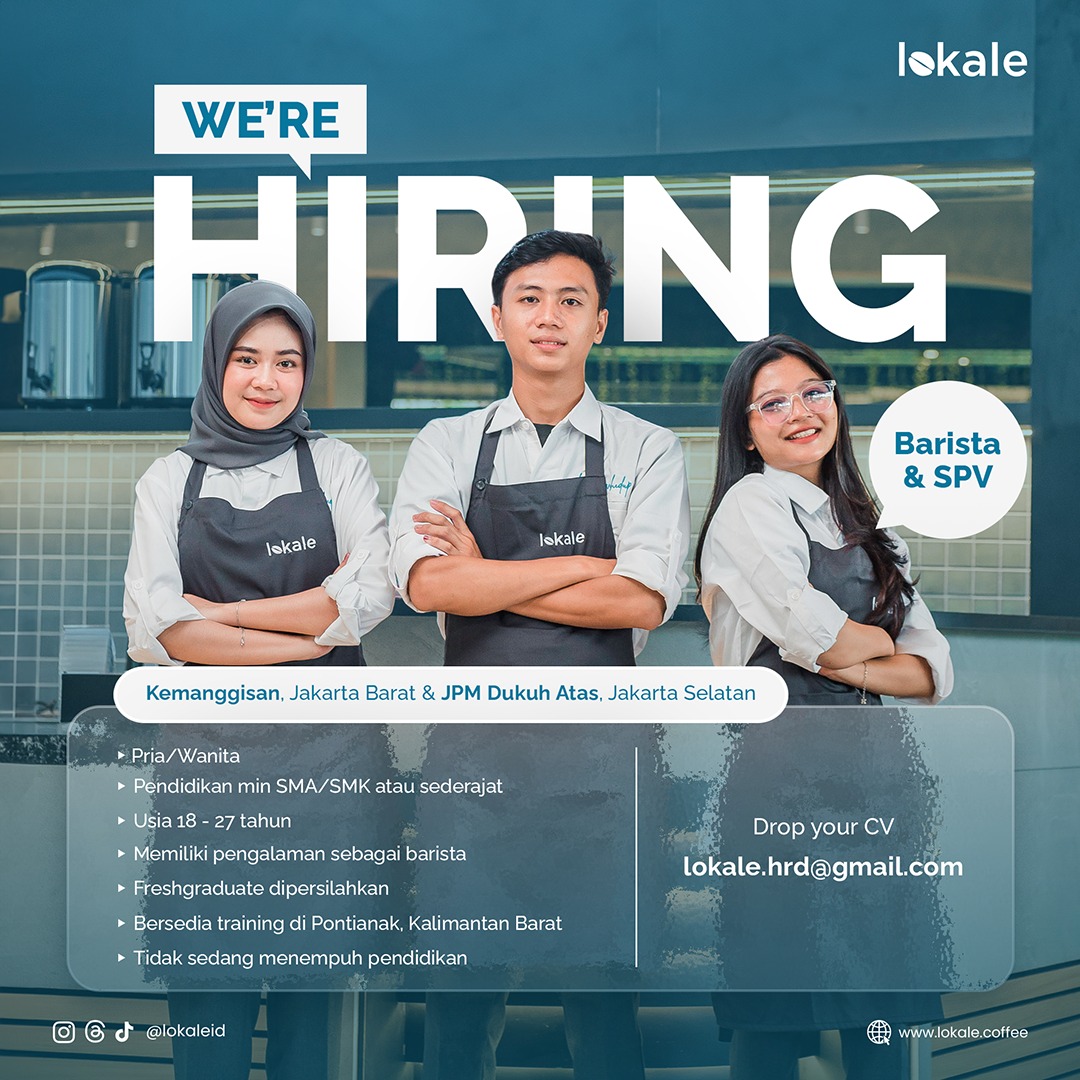 lokale
WE'RE
HIRING
Barista
& SPV
lokale
lokale
Kemanggisan, Jakarta Barat & JPM Dukuh Atas, Jakarta Selatan
▸ Pria/Wanita
▸ Pendidikan min SMA/SMK atau sederajat
▸ Usia 18 - 27 tahun
▸ Memiliki pengalaman sebagai barista
▸ Freshgraduate dipersilahkan
▸ Bersedia training di Pontianak, Kalimantan Barat
▸ Tidak sedang menempuh pendidikan
Drop your CV
lokale.hrd@gmail.com
@lokaleid
www.lokale.coffee